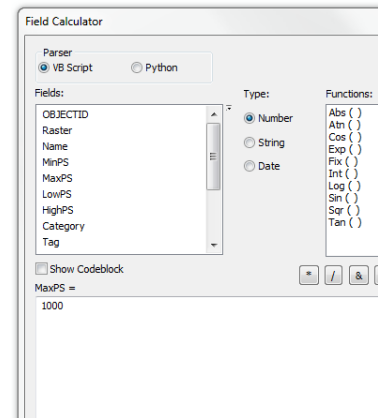 Field Calculator
Parser
VB Script
Python
Fields:
OBJECTID
Raster
Name
MinPS
MaxPS
LowPS
HighPS
Category
Tag
Type:
Number
String
Date
Functions:
Abs ( )
Atn ( )
Cos ( )
Exp ( )
Fix ( )
Int ( )
Log ( )
Sin ( )
Sqr ( )
Tan ( )
Show Codeblock
* / &
MaxPS =
1000